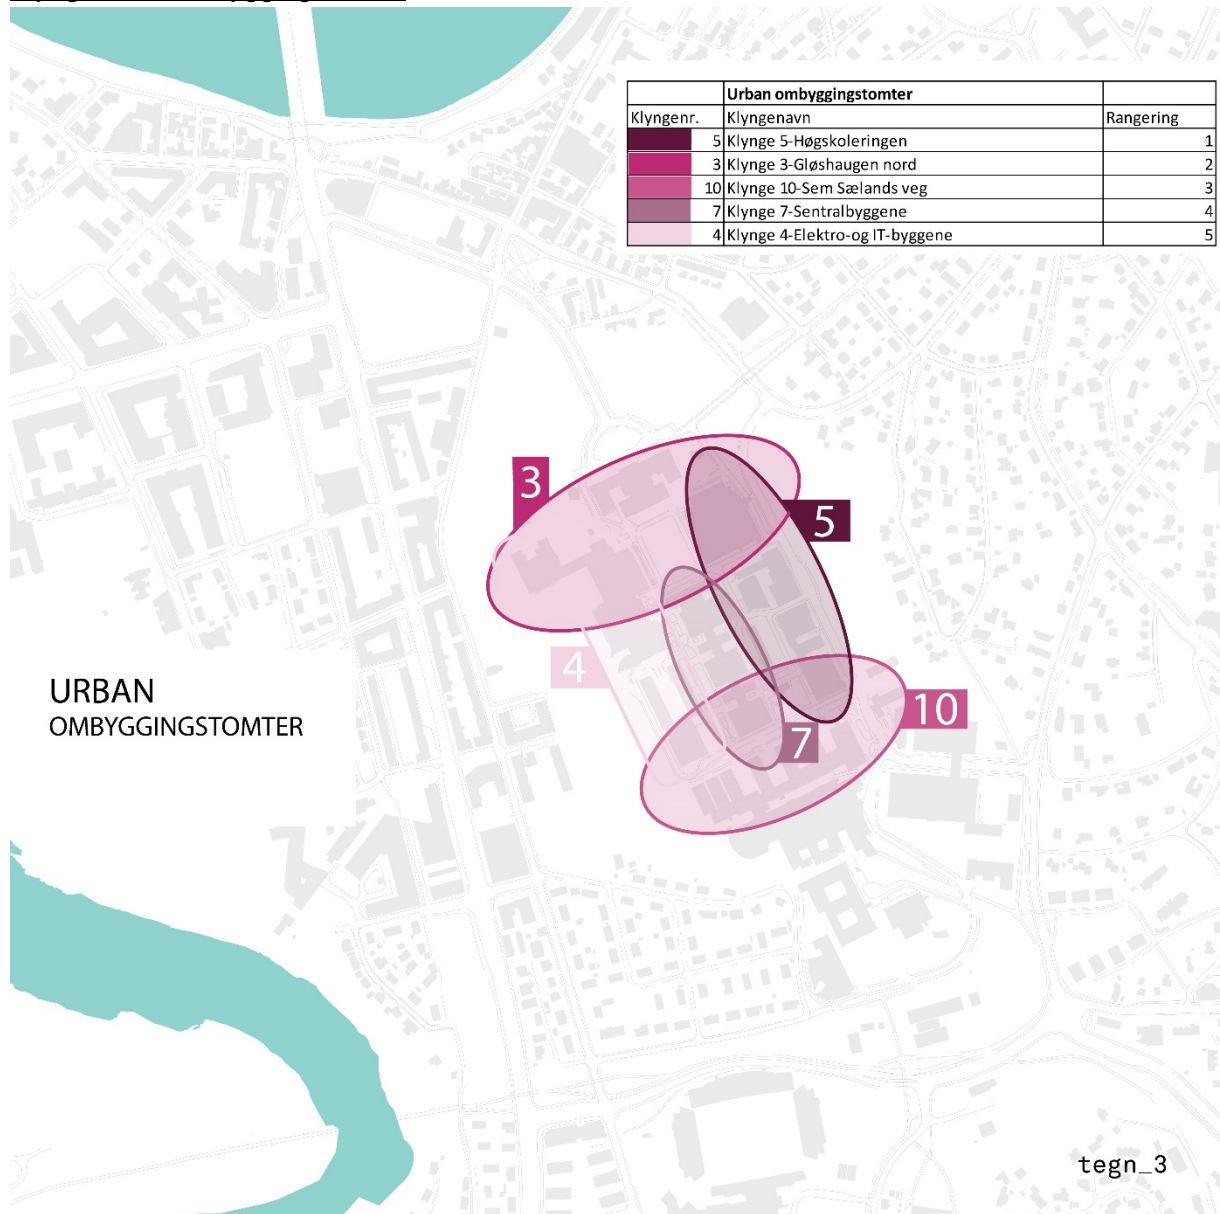 Urban ombyggingstomter
Klyngenr. Klyngenavn Rangering
5 Klynge 5-Høgskoleringen 1
3 Klynge 3-Gløshaugen nord 2
10 Klynge 10-Sem Sælands veg 3
7 Klynge 7-Sentralbyggene 4
4 Klynge 4-Elektro-og IT-byggene 5
3
5
4
URBAN
OMBYGGINGSTOMTER
10
7
tegn_3